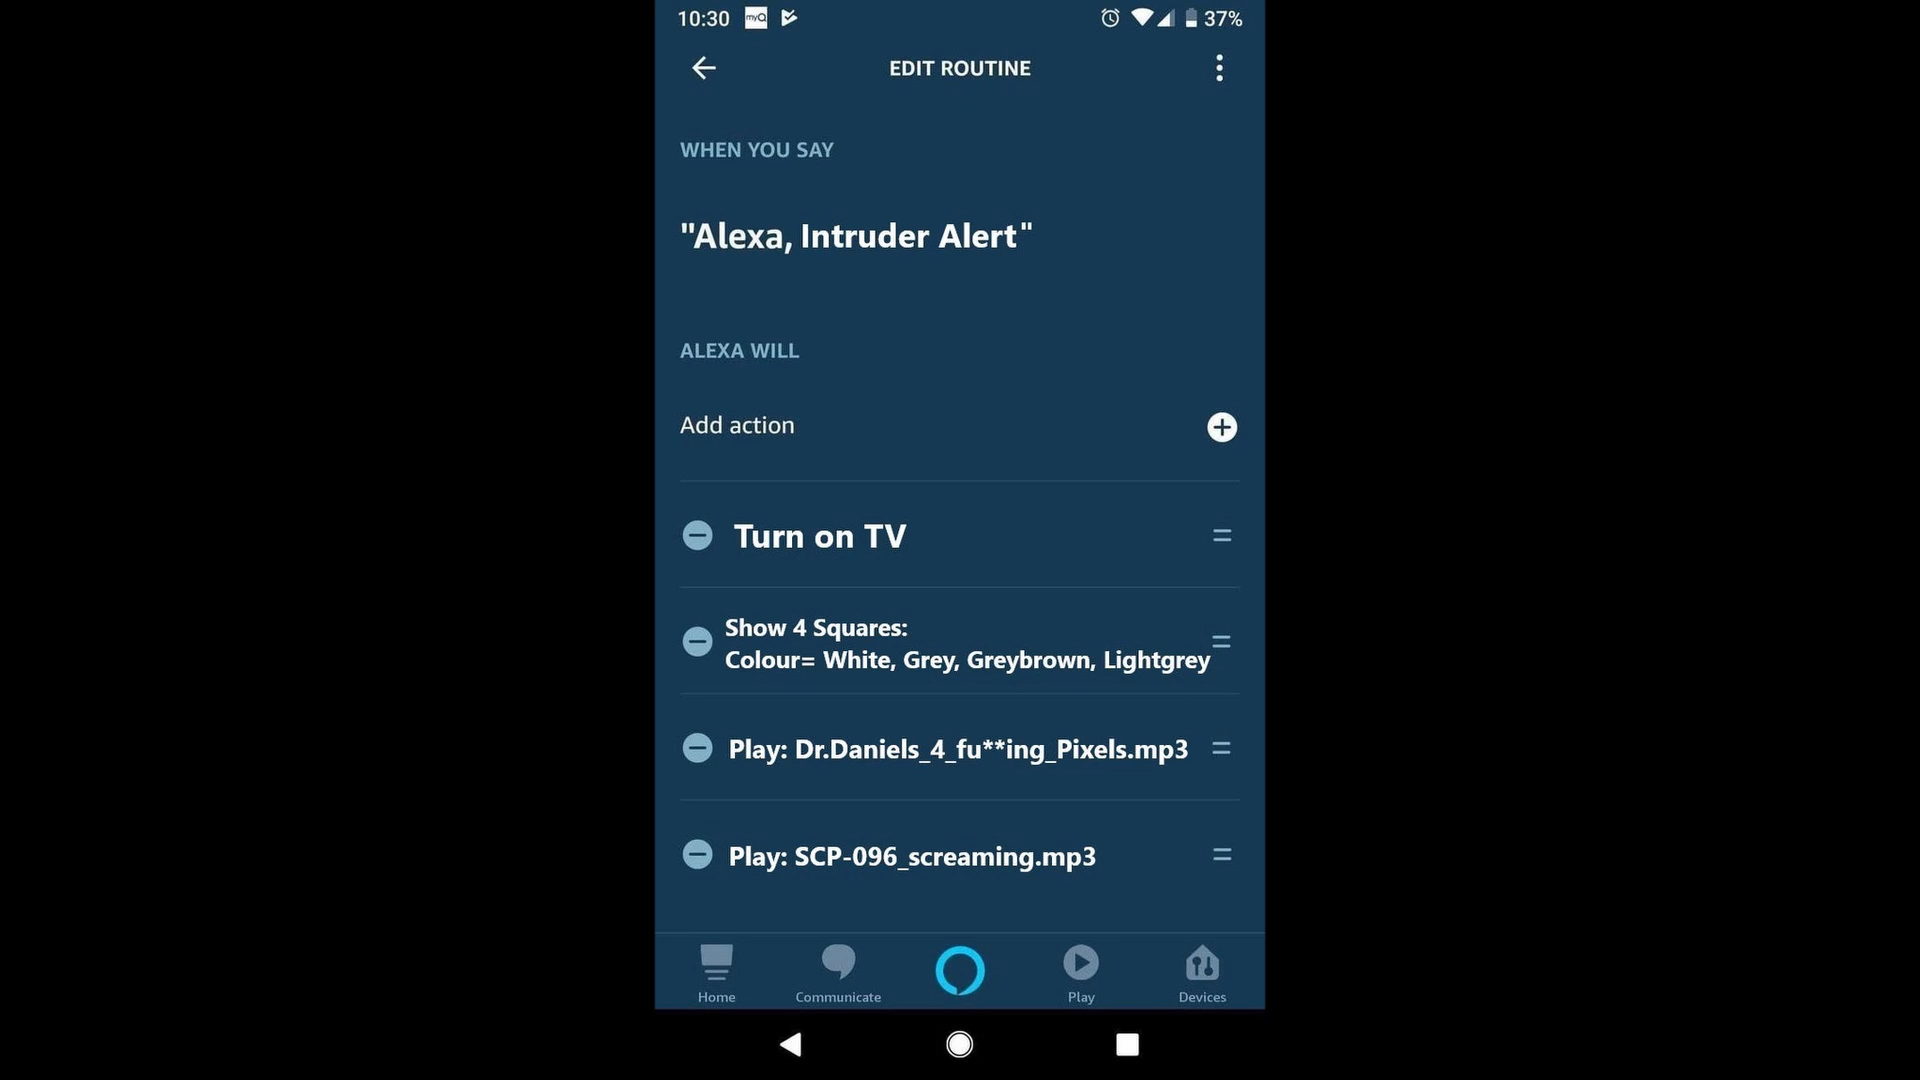 10:30 myQ 37%
EDIT ROUTINE
WHEN YOU SAY
"Alexa, Intruder Alert"
ALEXA WILL
Add action
Turn on TV
Show 4 Squares:
Colour= White, Grey, Greybrown, Lightgrey
Play: Dr.Daniels_4_fu**ing_Pixels.mp3
Play: SCP-096_screaming.mp3
Home Communicate Play Devices